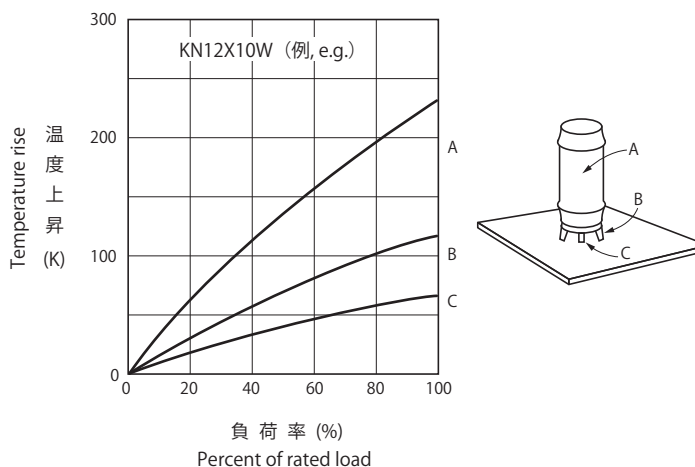 KN12X10W（例, e.g.）
300
200
100
0
0 20 40 60 80 100
Temperature rise
温度上昇
(K)
A
B
C
負 荷 率 (%)
Percent of rated load
A
B
C